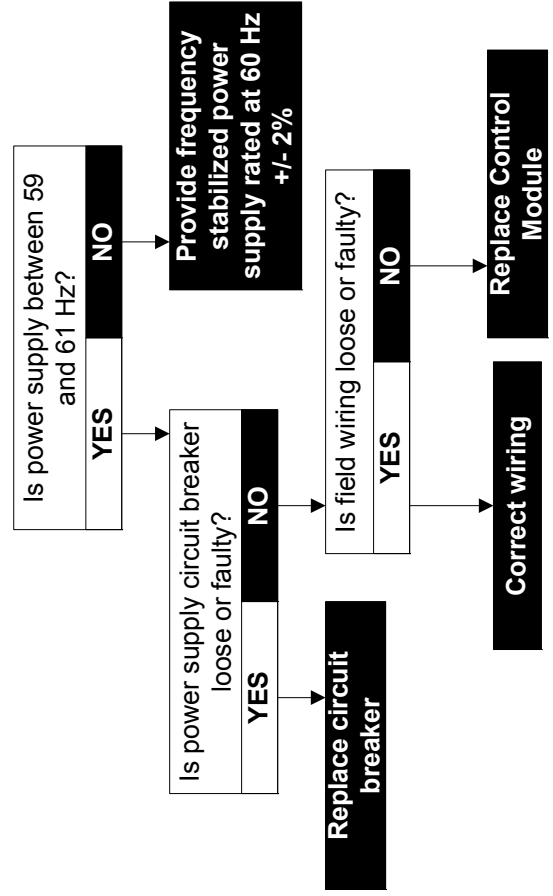 Is power supply between 59
and 61 Hz?
YES
NO
Provide frequency
stabilized power
supply rated at 60 Hz
+/- 2%
Is power supply circuit breaker
loose or faulty?
YES
NO
Replace circuit
breaker
Is field wiring loose or faulty?
YES
NO
Correct wiring
Replace Control
Module